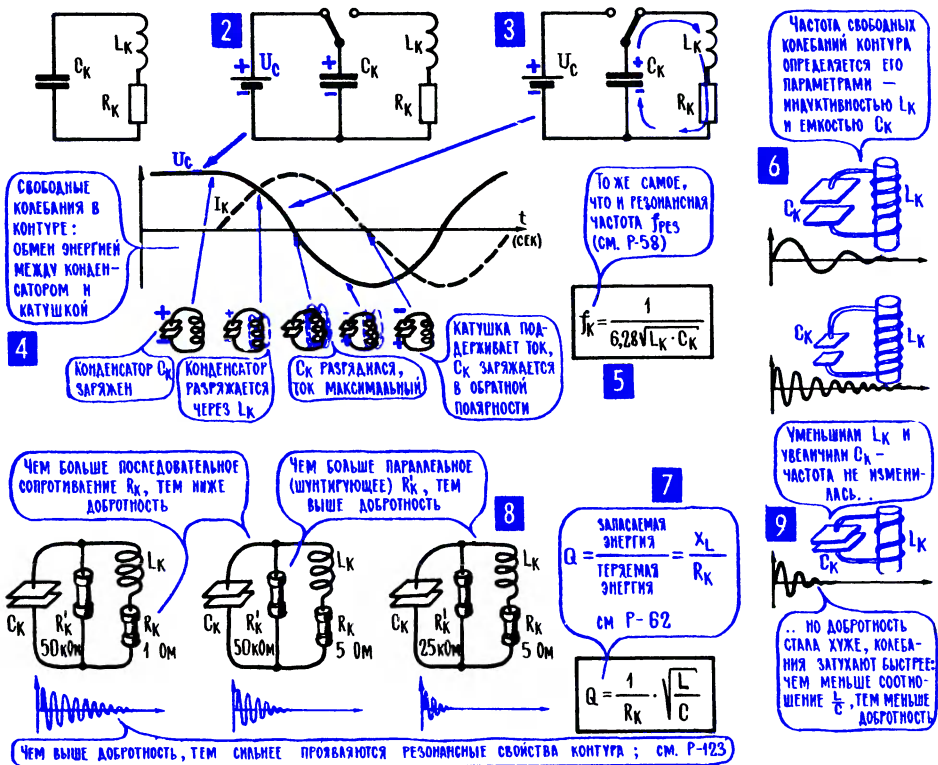 2
3
Lк
Cк
Rк
+
Uс
−
+
−
Cк
Lк
Rк
+
Uс
−
+
−
Cк
Lк
Rк
ЧАСТОТА СВОБОДНЫХ
КОЛЕБАНИЙ КОНТУРА
ОПРЕДЕЛЯЕТСЯ ЕГО
ПАРАМЕТРАМИ —
ИНДУКТИВНОСТЬЮ Lк
И ЕМКОСТЬЮ Cк
СВОБОДНЫЕ
КОЛЕБАНИЯ В
КОНТУРЕ:
ОБМЕН ЭНЕРГИЕЙ
МЕЖДУ КОНДЕН-
САТОРОМ И
КАТУШКОЙ
4
Uс
Iк
t
(СЕК)
+
−
+
−
−
+
−
+
КОНДЕНСАТОР Cк
ЗАРЯЖЕН
КОНДЕНСАТОР
РАЗРЯЖАЕТСЯ
ЧЕРЕЗ Lк
Cк РАЗРЯДИЛСЯ,
ТОК МАКСИМАЛЬНЫЙ
КАТУШКА ПОД-
ДЕРЖИВАЕТ ТОК,
Cк ЗАРЯЖАЕТСЯ
В ОБРАТНОЙ
ПОЛЯРНОСТИ
ТО ЖЕ САМОЕ,
ЧТО И РЕЗОНАНСНАЯ
ЧАСТОТА fРЕЗ
(СМ. Р-58)
fк = 1 / 6,28√Lк · Cк
5
6
Cк
Lк
Cк
Lк
УМЕНЬШИЛИ Lк И
УВЕЛИЧИЛИ Cк –
ЧАСТОТА НЕ ИЗМЕНИ-
ЛАСЬ..
9
Cк
Lк
.. НО ДОБРОТНОСТЬ
СТАЛА ХУЖЕ, КОЛЕБА-
НИЯ ЗАТУХАЮТ БЫСТРЕЕ:
ЧЕМ МЕНЬШЕ СООТНО-
ШЕНИЕ L/C, ТЕМ МЕНЬШЕ
ДОБРОТНОСТЬ
ЧЕМ БОЛЬШЕ ПОСЛЕДОВАТЕЛЬНОЕ
СОПРОТИВЛЕНИЕ Rк, ТЕМ НИЖЕ
ДОБРОТНОСТЬ
ЧЕМ БОЛЬШЕ ПАРАЛЛЕЛЬНОЕ
(ШУНТИРУЮЩЕЕ) R'к, ТЕМ
ВЫШЕ ДОБРОТНОСТЬ
8
Lк
Cк
R'к
50 кОм
Rк
1 Ом
Lк
Cк
R'к
50кОм
Rк
5 Ом
Lк
Cк
R'к
25кОм
Rк
5 Ом
7
Q = ЗАПАСАЕМАЯ ЭНЕРГИЯ / ТЕРЯЕМАЯ ЭНЕРГИЯ = XL / Rк
СМ Р-62
Q = 1/Rк · √L/C
ЧЕМ ВЫШЕ ДОБРОТНОСТЬ, ТЕМ СИЛЬНЕЕ ПРОЯВЛЯЮТСЯ РЕЗОНАНСНЫЕ СВОЙСТВА КОНТУРА ; СМ. Р-123